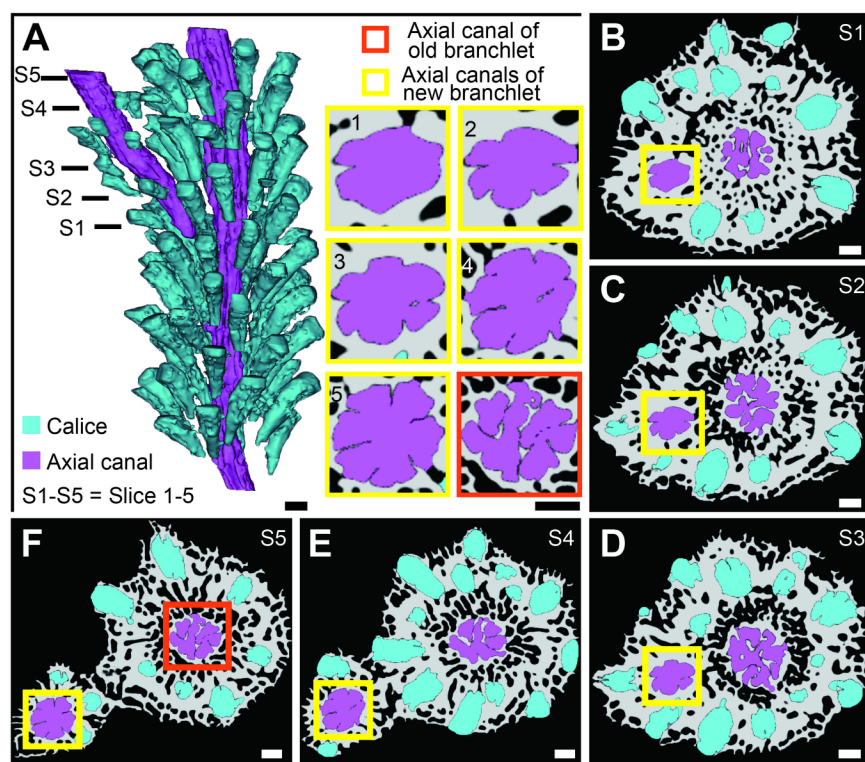 A
S5
S4
S3
S2
S1
Calice
Axial canal
S1-S5 = Slice 1-5
Axial canal of
old branchlet
Axial canals of
new branchlet
1
2
3
4
5
B
S1
C
S2
F
S5
E
S4
D
S3